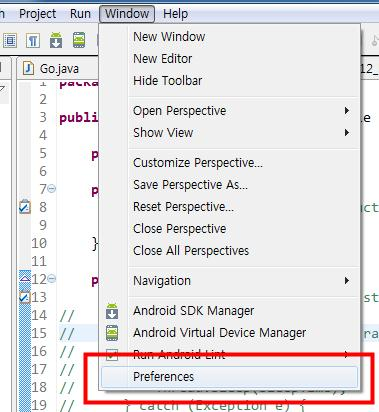 Project Run Window Help
Go.java
New Window
New Editor
Hide Toolbar
Open Perspective
Show View
Customize Perspective...
Save Perspective As...
Reset Perspective...
Close Perspective
Close All Perspectives
Navigation
Android SDK Manager
Android Virtual Device Manager
Run Android Lint
Preferences
1
3 publi
4
5
6
7
8
9
10 }
11
12
13
14 //
15 //
16 //
17 //
18 //
19 // } catch (Exception e) {